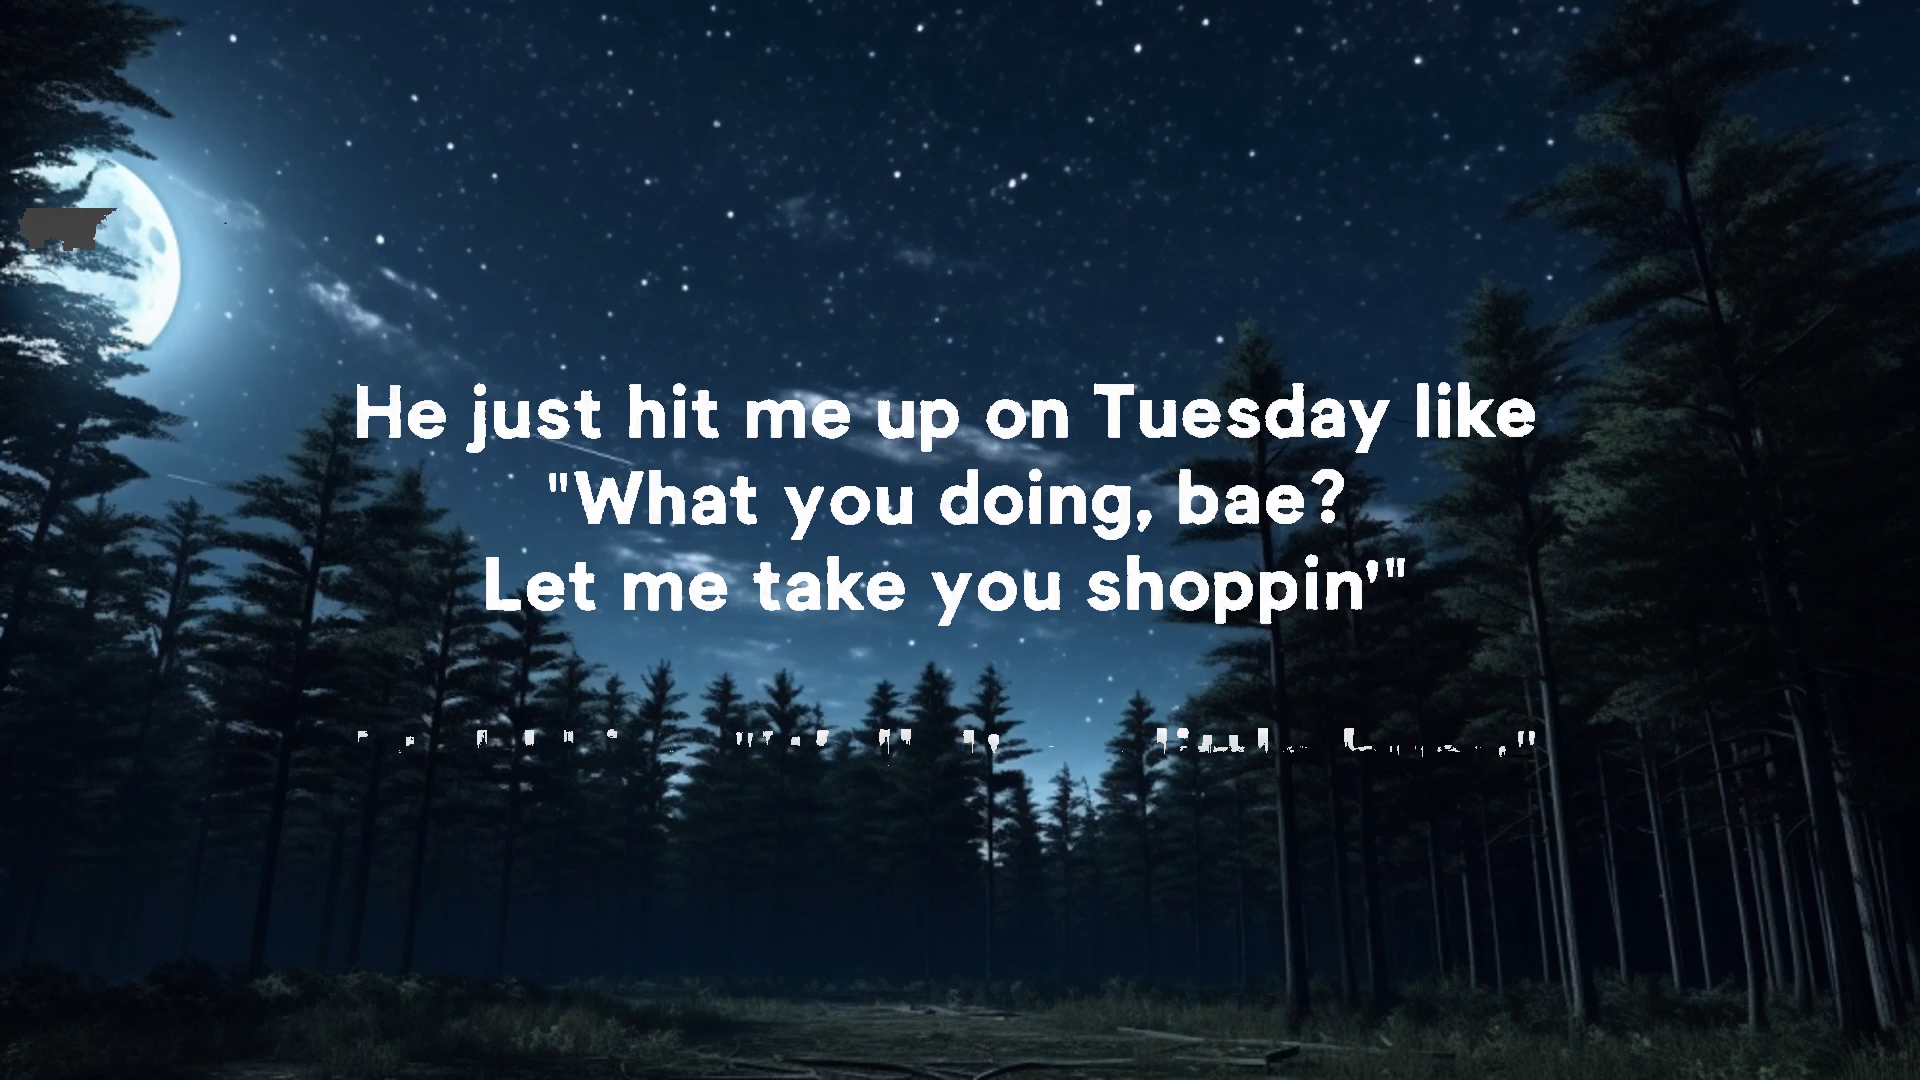 He just hit me up on Tuesday like
"What you doing, bae?
Let me take you shoppin'"